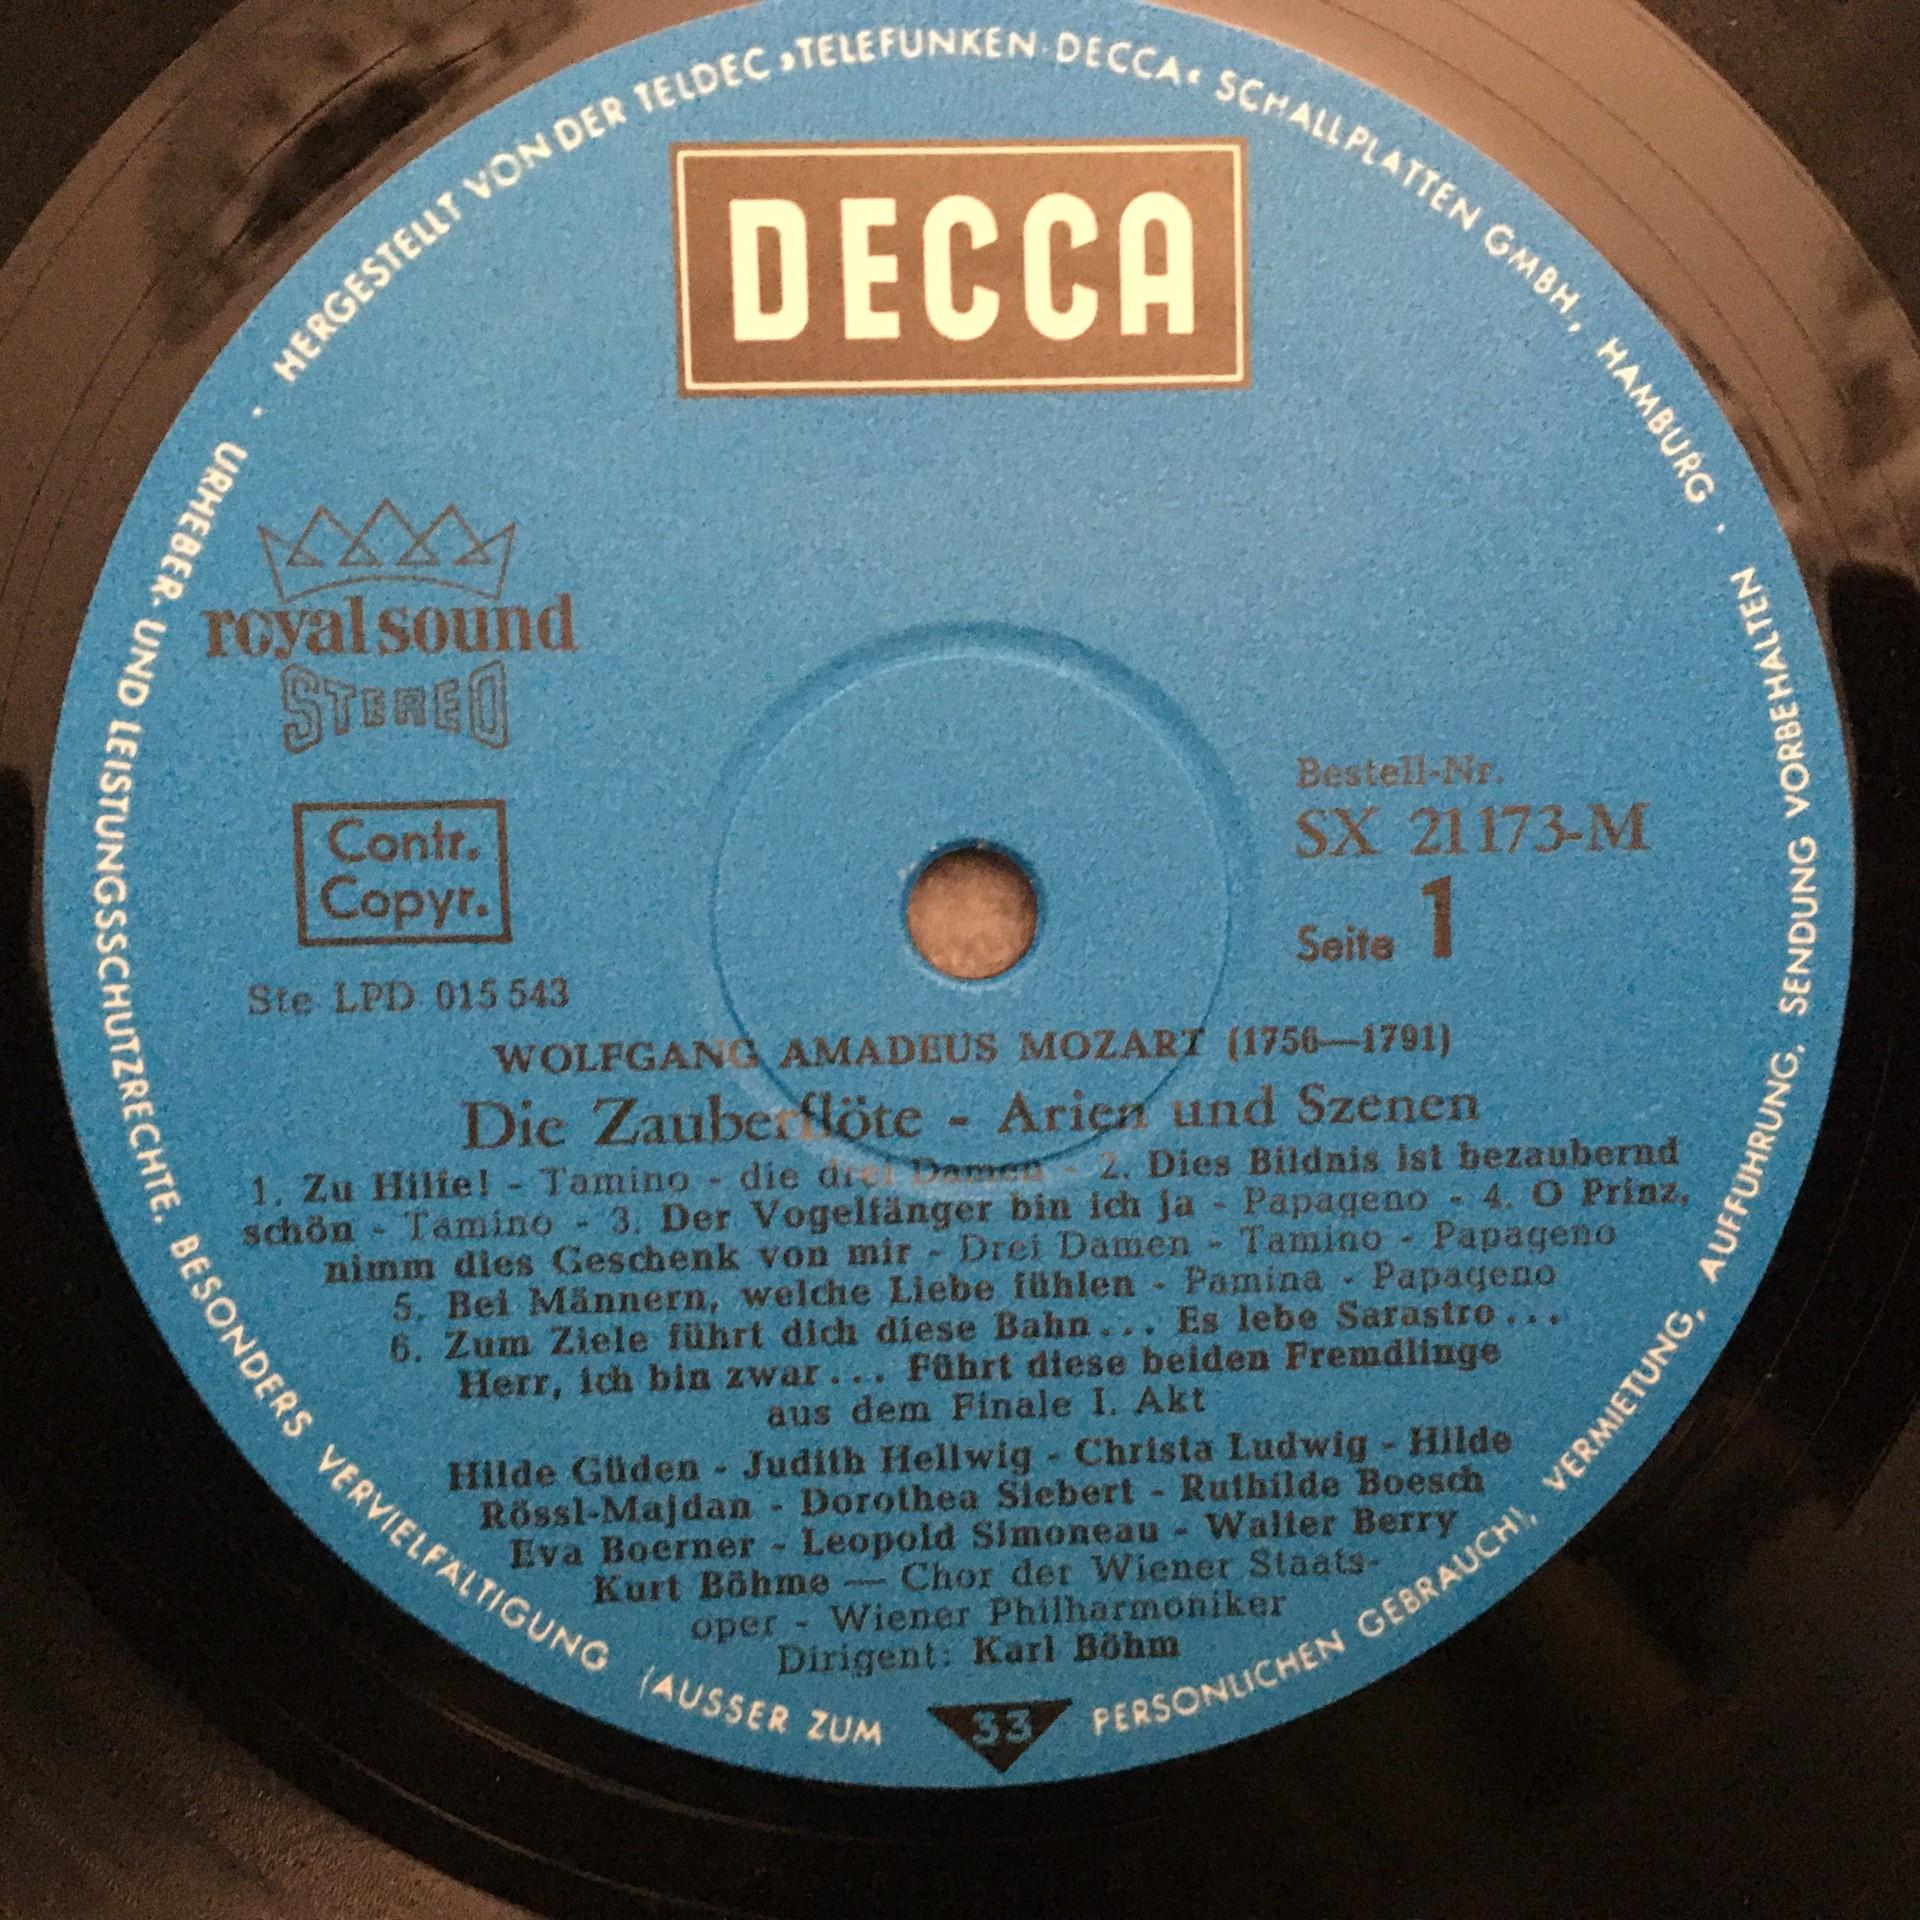 HERGESTELLT VON DER TELDEC »TELEFUNKEN-DECCA« SCHALLPLATTEN GMBH, HAMBURG ·
DECCA
royal sound
STEREO
Contr.
Copyr.
Ste LPD 015 543
Bestell-Nr.
SX 21173-M
Seite 1
WOLFGANG AMADEUS MOZART (1756—1791)
Die Zauberflöte - Arien und Szenen
1. Zu Hilfe! - Tamino - die drei Damen - 2. Dies Bildnis ist bezaubernd
schön - Tamino - 3. Der Vogelfänger bin ich ja - Papageno - 4. O Prinz,
nimm dies Geschenk von mir - Drei Damen - Tamino - Papageno
5. Bei Männern, welche Liebe fühlen - Pamina - Papageno
6. Zum Ziele führt dich diese Bahn... Es lebe Sarastro...
Herr, ich bin zwar... Führt diese beiden Fremdlinge
aus dem Finale I. Akt
Hilde Güden - Judith Hellwig - Christa Ludwig - Hilde
Rössl-Majdan - Dorothea Siebert - Ruthilde Boesch
Eva Boerner - Leopold Simoneau - Walter Berry
Kurt Böhme — Chor der Wiener Staats-
oper - Wiener Philharmoniker
Dirigent: Karl Böhm
33
URHEBER- UND LEISTUNGSSCHUTZRECHTE, BESONDERS VERVIELFÄLTIGUNG (AUSSER ZUM PERSÖNLICHEN GEBRAUCH), VERMIETUNG, AUFFÜHRUNG, SENDUNG VORBEHALTEN ·